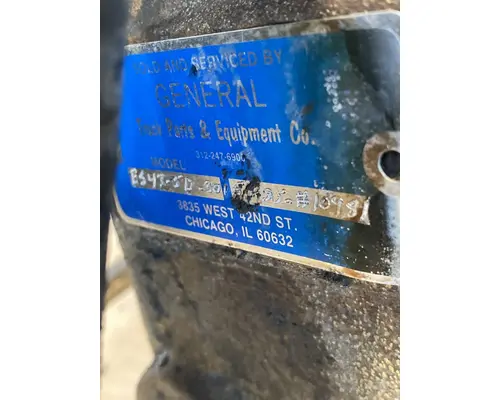 SOLD AND SERVICED BY
GENERAL
Truck Parts & Equipment Co.
312-247-6900
MODEL
3835 WEST 42ND ST.
CHICAGO, IL 60632